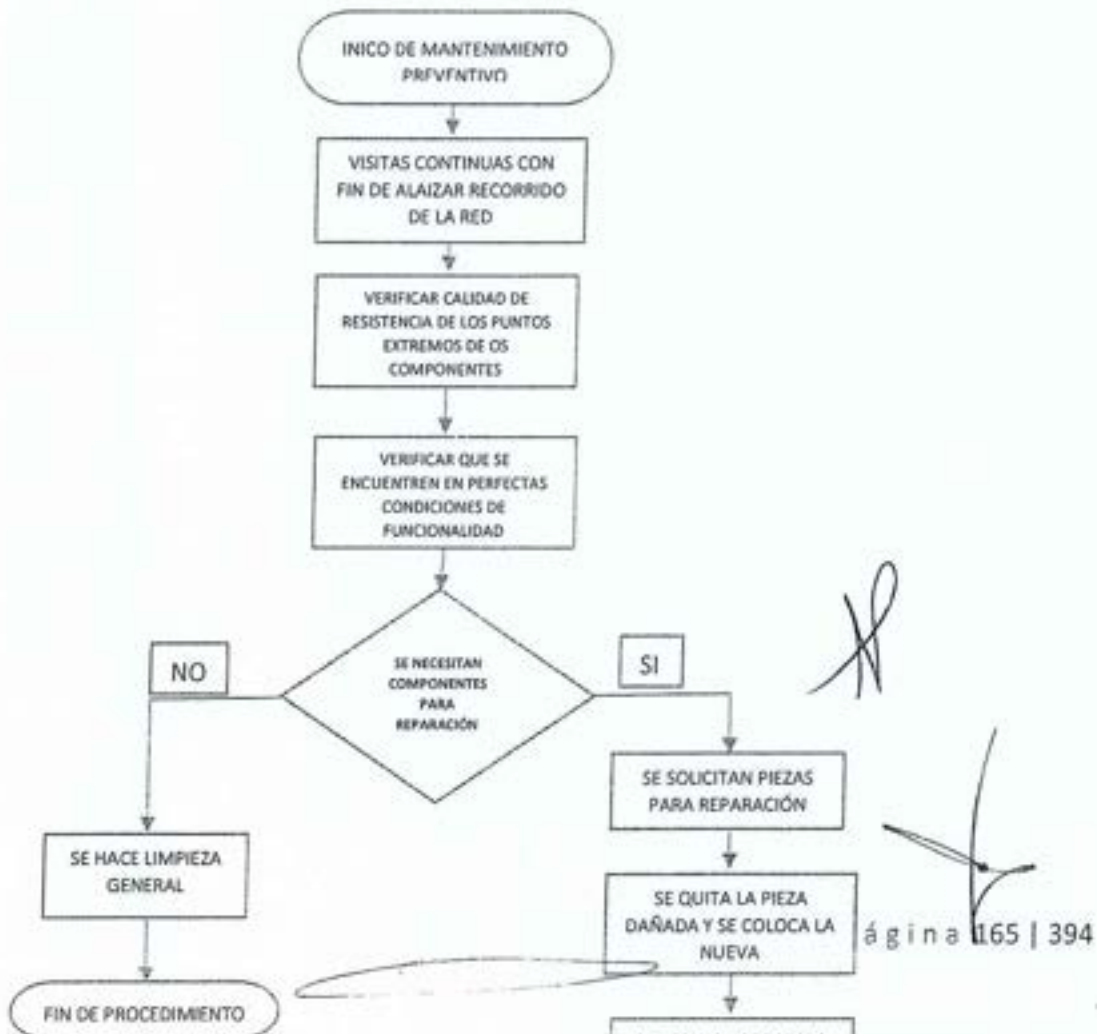 INICO DE MANTENIMIENTO
PREVENTIVO
VISITAS CONTINUAS CON
FIN DE ALAIZAR RECORRIDO
DE LA RED
VERIFICAR CALIDAD DE
RESISTENCIA DE LOS PUNTOS
EXTREMOS DE OS
COMPONENTES
VERIFICAR QUE SE
ENCUENTREN EN PERFECTAS
CONDICIONES DE
FUNCIONALIDAD
SE NECESITAN
COMPONENTES
PARA
REPARACIÓN
NO
SI
SE SOLICITAN PIEZAS
PARA REPARACIÓN
SE HACE LIMPIEZA
GENERAL
SE QUITA LA PIEZA
DAÑADA Y SE COLOCA LA
NUEVA
FIN DE PROCEDIMIENTO
ágina 165 | 394